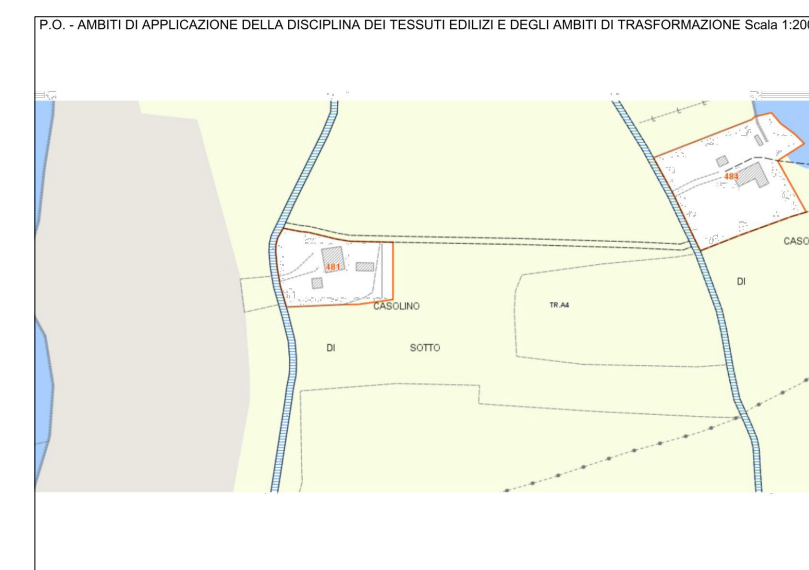 P.O. - AMBITI DI APPLICAZIONE DELLA DISCIPLINA DEI TESSUTI EDILIZI E DEGLI AMBITI DI TRASFORMAZIONE Scala 1:200
484
CASO
481
DI
CASOLINO
TR.A4
DI SOTTO